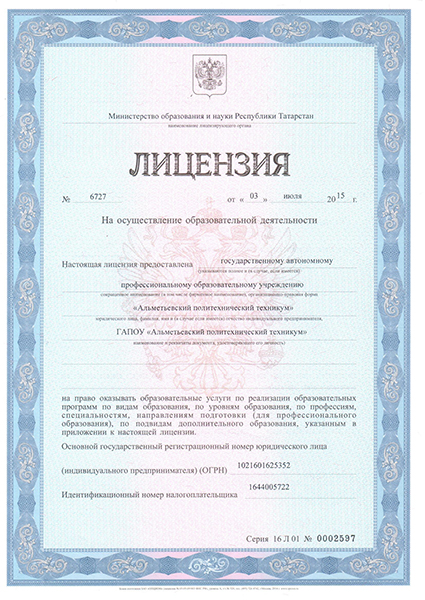 Министерство образования и науки Республики Татарстан
наименование лицензирующего органа
ЛИЦЕНЗИЯ
№ 6727 от « 03 » июля 2015 г.
На осуществление образовательной деятельности
Настоящая лицензия предоставлена государственному автономному
(указываются полное и (в случае, если имеется)
профессиональному образовательному учреждению
сокращенное наименование (в том числе фирменное наименование), организационно-правовая форма
«Альметьевский политехнический техникум»
юридического лица, фамилия, имя и (в случае если имеется) отчество индивидуального предпринимателя,
ГАПОУ «Альметьевский политехнический техникум»
наименование и реквизиты документа, удостоверяющего его личность)
на право оказывать образовательные услуги по реализации образовательных
программ по видам образования, по уровням образования, по профессиям,
специальностям, направлениям подготовки (для профессионального
образования), по подвидам дополнительного образования, указанным в
приложении к настоящей лицензии.
Основной государственный регистрационный номер юридического лица
(индивидуального предпринимателя) (ОГРН) 1021601625352
Идентификационный номер налогоплательщика 1644005722
Серия 16 Л 01 № 0002597